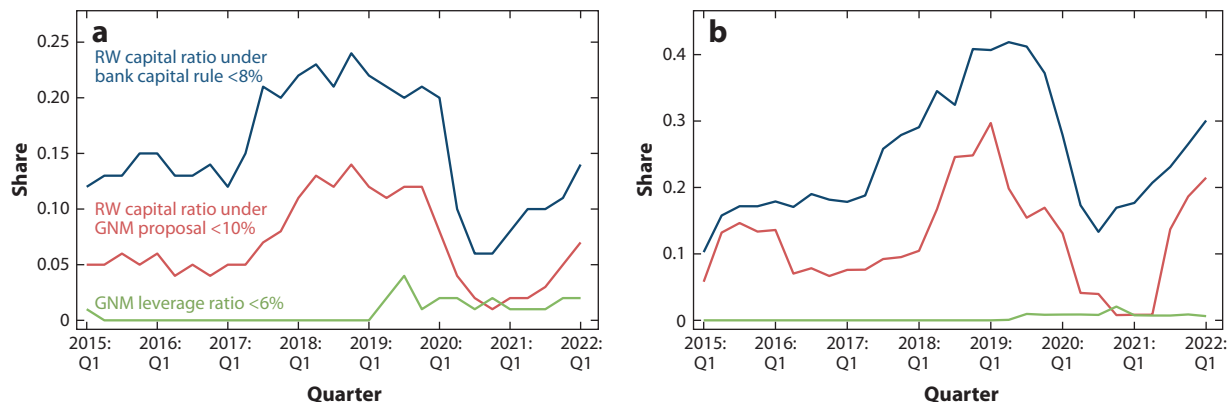 a
0.25
0.20
0.15
0.10
0.05
0
Share
RW capital ratio under
bank capital rule <8%
RW capital ratio under
GNM proposal <10%
GNM leverage ratio <6%
2015:
Q1
2016:
Q1
2017:
Q1
2018:
Q1
2019:
Q1
2020:
Q1
2021:
Q1
2022:
Q1
Quarter
b
0.4
0.3
0.2
0.1
0
Share
2015:
Q1
2016:
Q1
2017:
Q1
2018:
Q1
2019:
Q1
2020:
Q1
2021:
Q1
2022:
Q1
Quarter